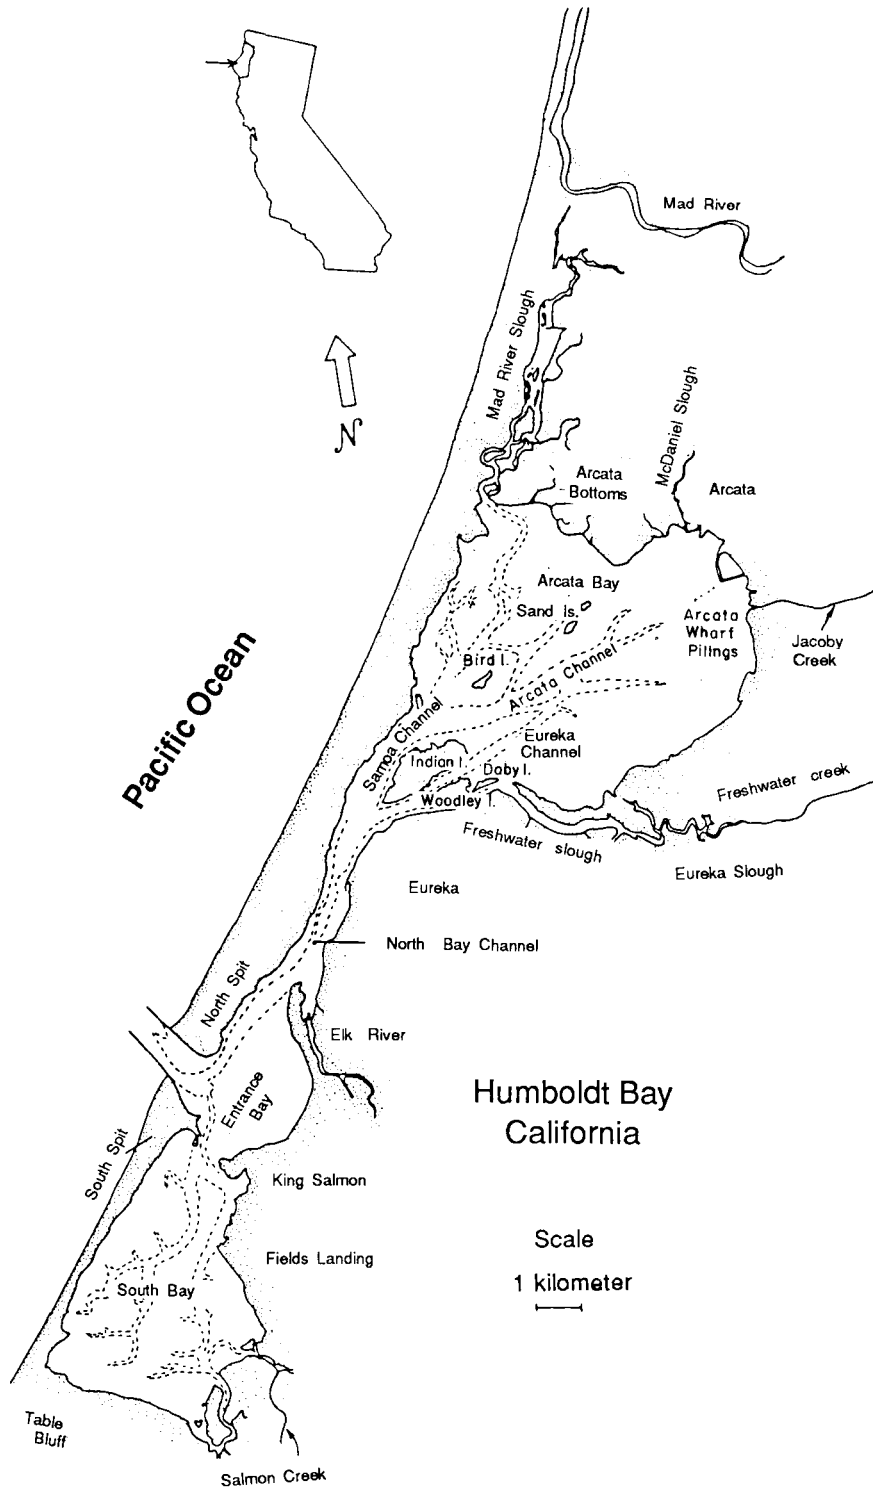 Mad River
N
Mad River Slough
McDaniel Slough
Arcata
Bottoms
Arcata
Arcata Bay
Sand Is.
Arcata
Wharf
Pilings
Jacoby
Creek
Bird I.
Arcata Channel
Pacific Ocean
Samoa Channel
Eureka
Channel
Indian I.
Daby I.
Woodley I.
Freshwater creek
Freshwater slough
Eureka Slough
Eureka
North Bay Channel
North Spit
Elk River
Entrance
Bay
Humboldt Bay
California
South Spit
King Salmon
Fields Landing
Scale
1 kilometer
South Bay
Table
Bluff
Salmon Creek